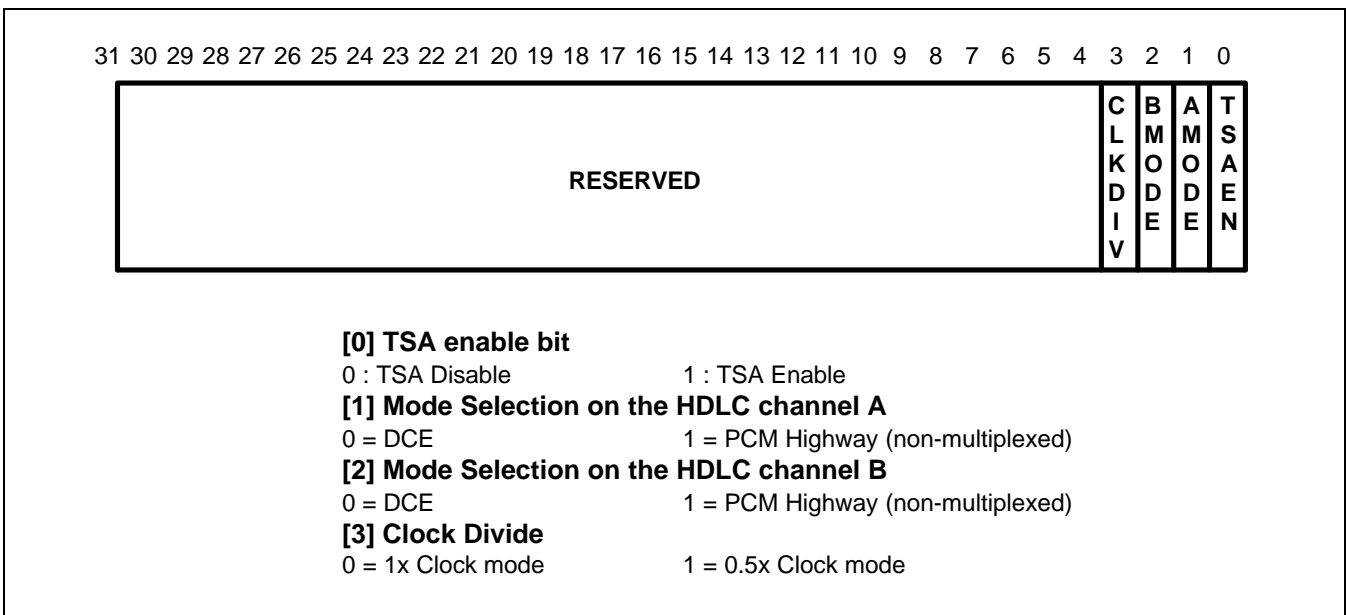 31 30 29 28 27 26 25 24 23 22 21 20 19 18 17 16 15 14 13 12 11 10 9 8 7 6 5 4 3 2 1 0
RESERVED
CLKDIV
BMODE
AMODE
TSAEN
[0] TSA enable bit
0 : TSA Disable 1 : TSA Enable
[1] Mode Selection on the HDLC channel A
0 = DCE 1 = PCM Highway (non-multiplexed)
[2] Mode Selection on the HDLC channel B
0 = DCE 1 = PCM Highway (non-multiplexed)
[3] Clock Divide
0 = 1x Clock mode 1 = 0.5x Clock mode